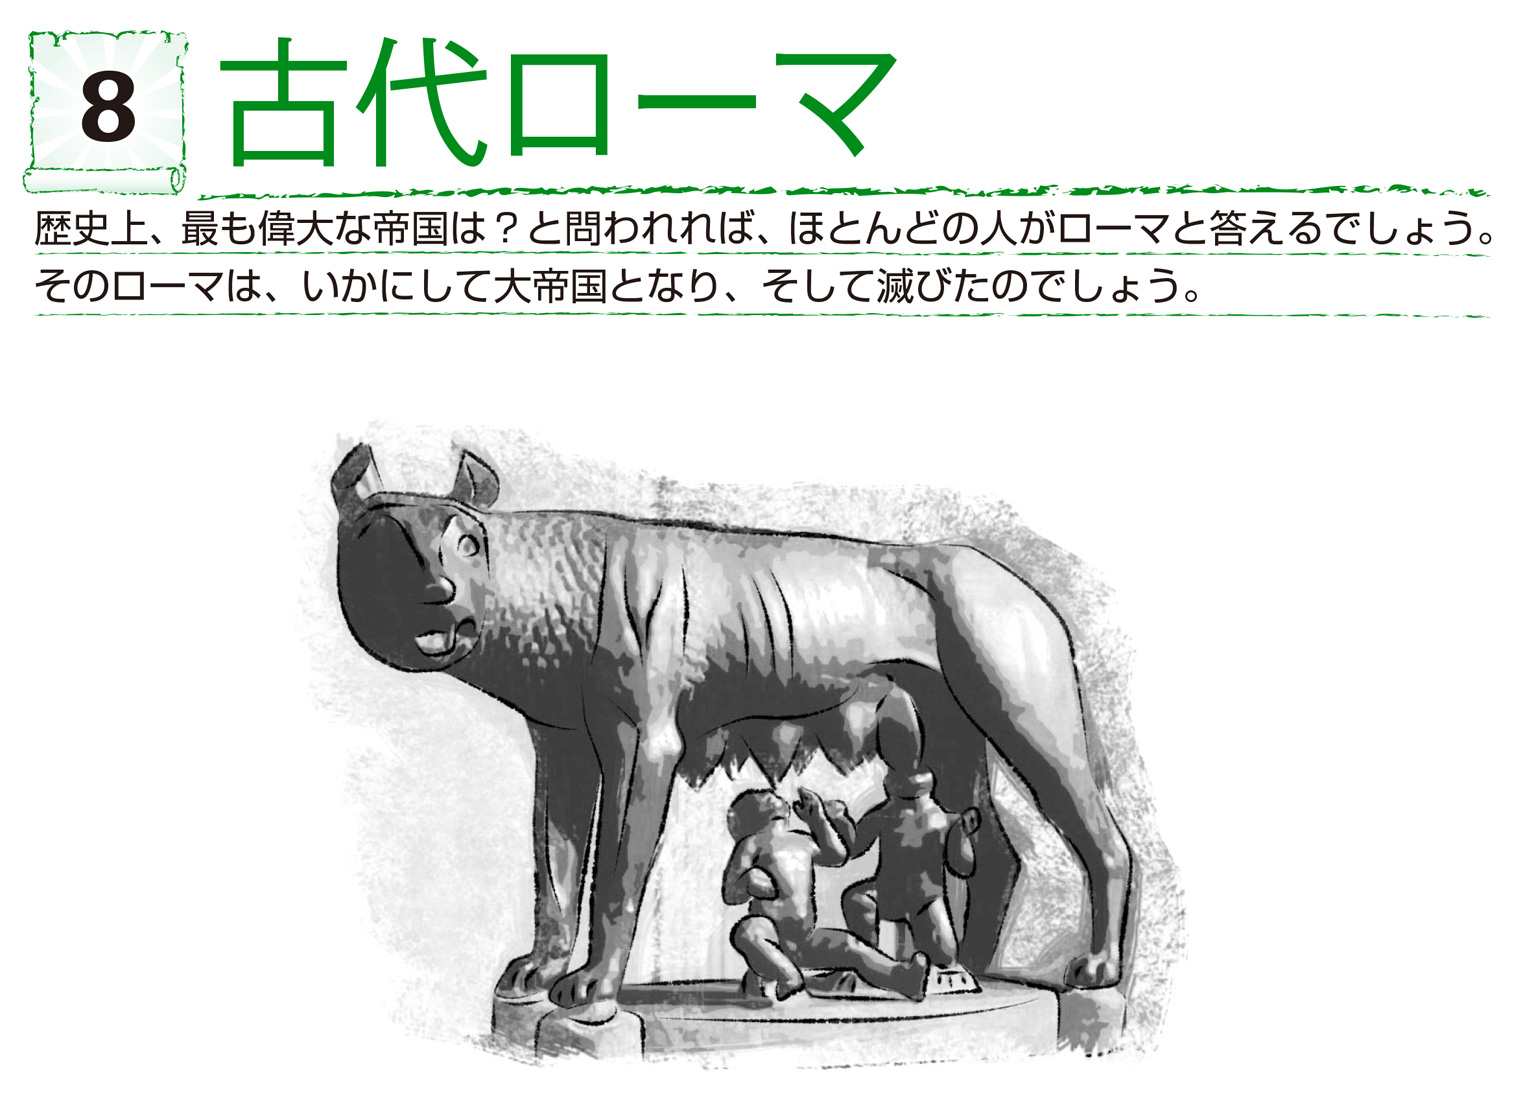 8
古代ローマ
歴史上、最も偉大な帝国は？と問われれば、ほとんどの人がローマと答えるでしょう。
そのローマは、いかにして大帝国となり、そして滅びたのでしょう。